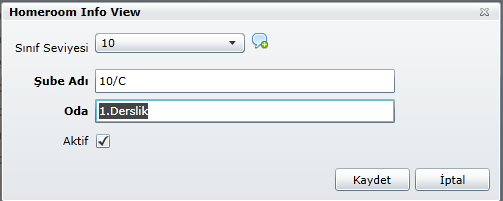 Homeroom Info View
Sınıf Seviyesi 10
Şube Adı 10/C
Oda 1.Derslik
Aktif
Kaydet İptal